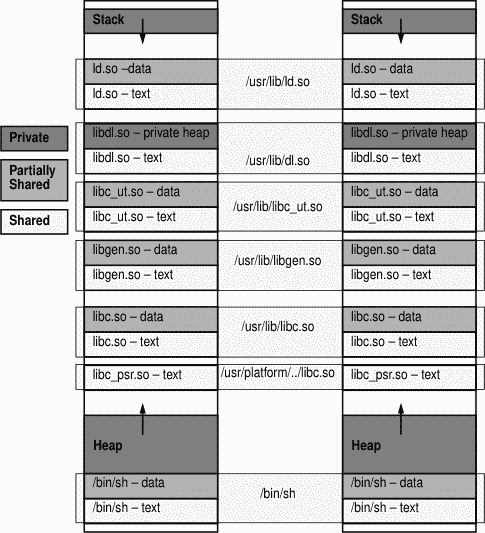 Stack
Stack
ld.so –data
/usr/lib/ld.so
ld.so – data
ld.so – text
ld.so – text
Private
libdl.so – private heap
libdl.so – private heap
libdl.so – text
/usr/lib/dl.so
libdl.so – text
Partially
Shared
libc_ut.so – data
/usr/lib/libc_ut.so
libc_ut.so – data
libc_ut.so – text
libc_ut.so – text
Shared
libgen.so – data
/usr/lib/libgen.so
libgen.so – data
libgen.so – text
libgen.so – text
libc.so – data
/usr/lib/libc.so
libc.so – data
libc.so – text
libc.so – text
libc_psr.so – text
/usr/platform/../libc.so
libc_psr.so – text
Heap
Heap
/bin/sh – data
/bin/sh
/bin/sh – data
/bin/sh – text
/bin/sh – text